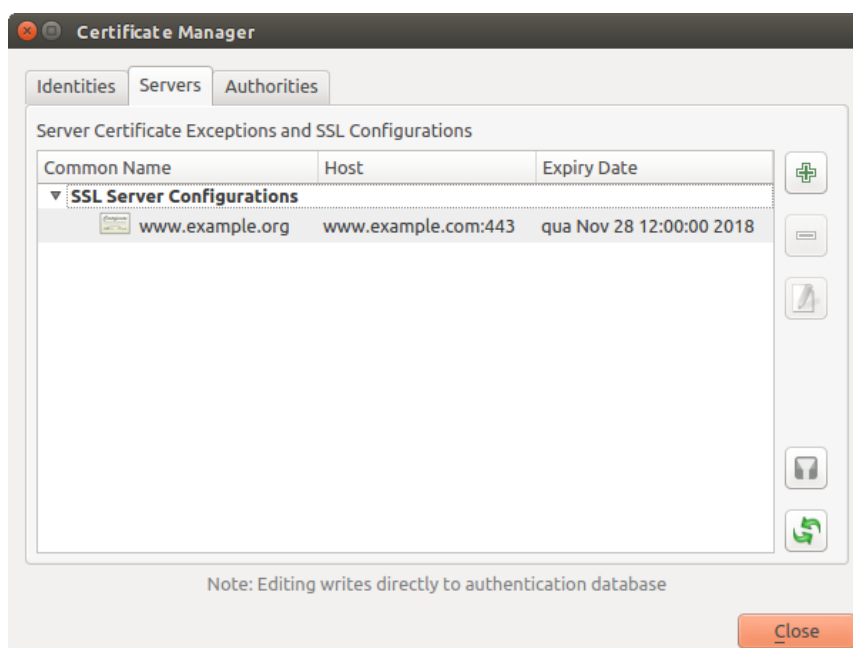 Certificate Manager
Identities Servers Authorities
Server Certificate Exceptions and SSL Configurations
Common Name Host Expiry Date
SSL Server Configurations
www.example.org www.example.com:443 qua Nov 28 12:00:00 2018
Note: Editing writes directly to authentication database
Close